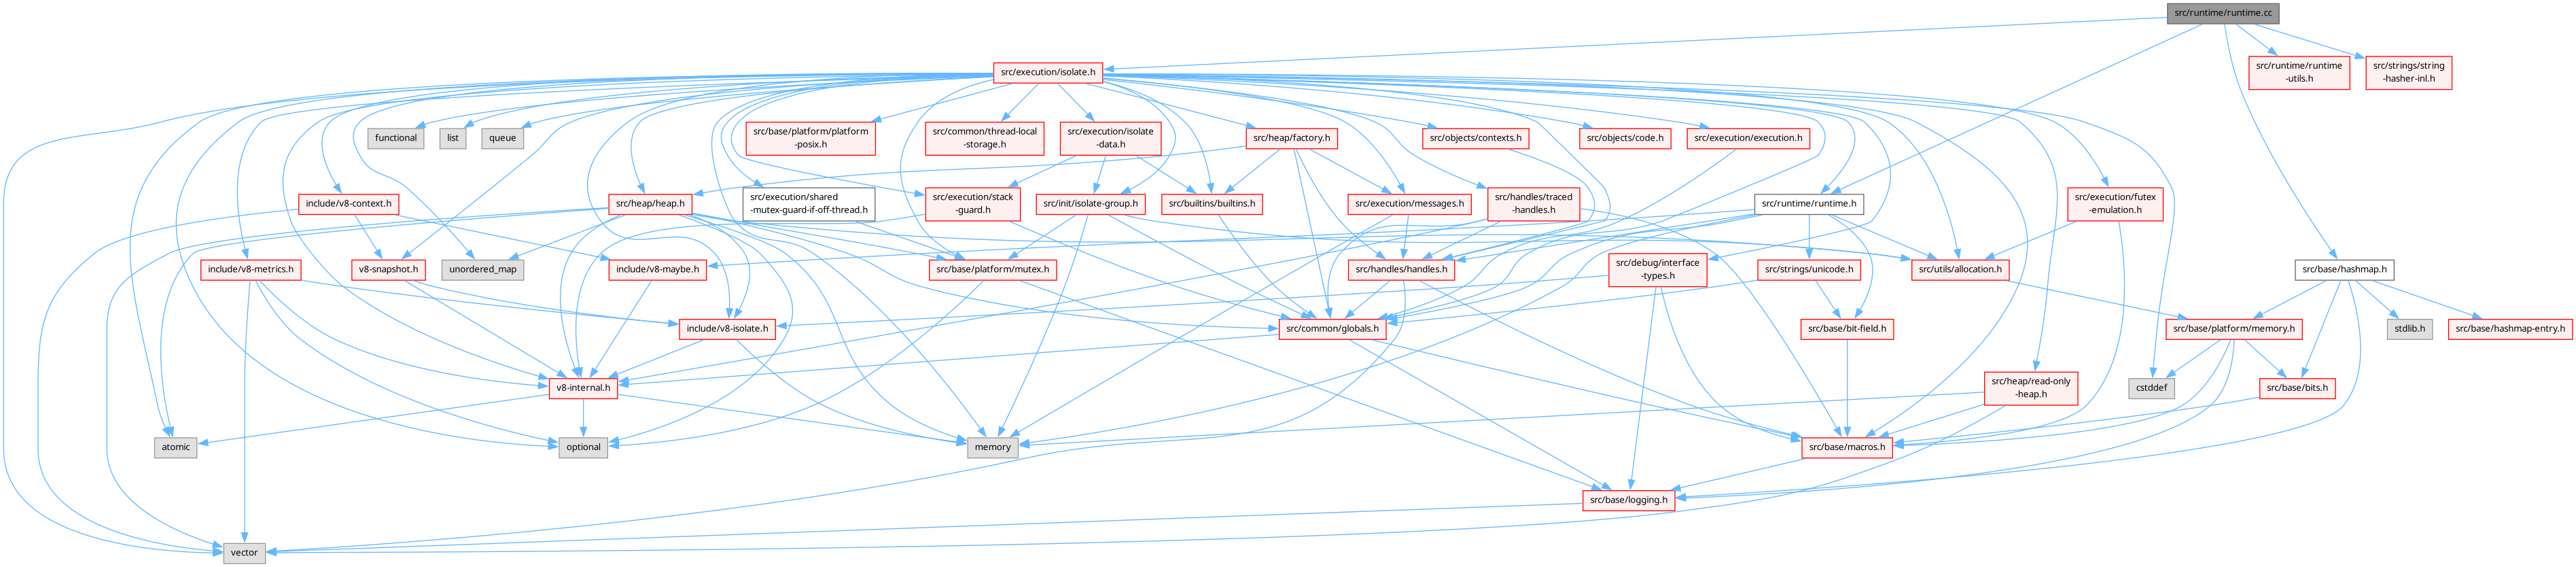 src/runtime/runtime.cc
src/execution/isolate.h
src/runtime/runtime
-utils.h
src/strings/string
-hasher-inl.h
functional
list
queue
src/base/platform/platform
-posix.h
src/common/thread-local
-storage.h
src/execution/isolate
-data.h
src/heap/factory.h
src/objects/contexts.h
src/objects/code.h
src/execution/execution.h
include/v8-context.h
src/heap/heap.h
src/execution/shared
-mutex-guard-if-off-thread.h
src/execution/stack
-guard.h
src/init/isolate-group.h
src/builtins/builtins.h
src/execution/messages.h
src/handles/traced
-handles.h
src/runtime/runtime.h
src/execution/futex
-emulation.h
include/v8-metrics.h
v8-snapshot.h
unordered_map
include/v8-maybe.h
src/base/platform/mutex.h
src/handles/handles.h
src/debug/interface
-types.h
src/strings/unicode.h
src/utils/allocation.h
src/base/hashmap.h
include/v8-isolate.h
src/common/globals.h
src/base/bit-field.h
src/base/platform/memory.h
stdlib.h
src/base/hashmap-entry.h
v8-internal.h
src/heap/read-only
-heap.h
cstddef
src/base/bits.h
atomic
optional
memory
src/base/macros.h
src/base/logging.h
vector